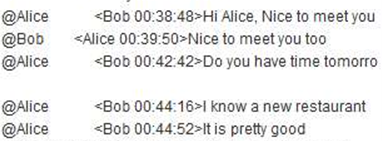 @Alice <Bob 00:38:48>Hi Alice, Nice to meet you
@Bob <Alice 00:39:50>Nice to meet you too
@Alice <Bob 00:42:42>Do you have time tomorro
@Alice <Bob 00:44:16>I know a new restaurant
@Alice <Bob 00:44:52>It is pretty good